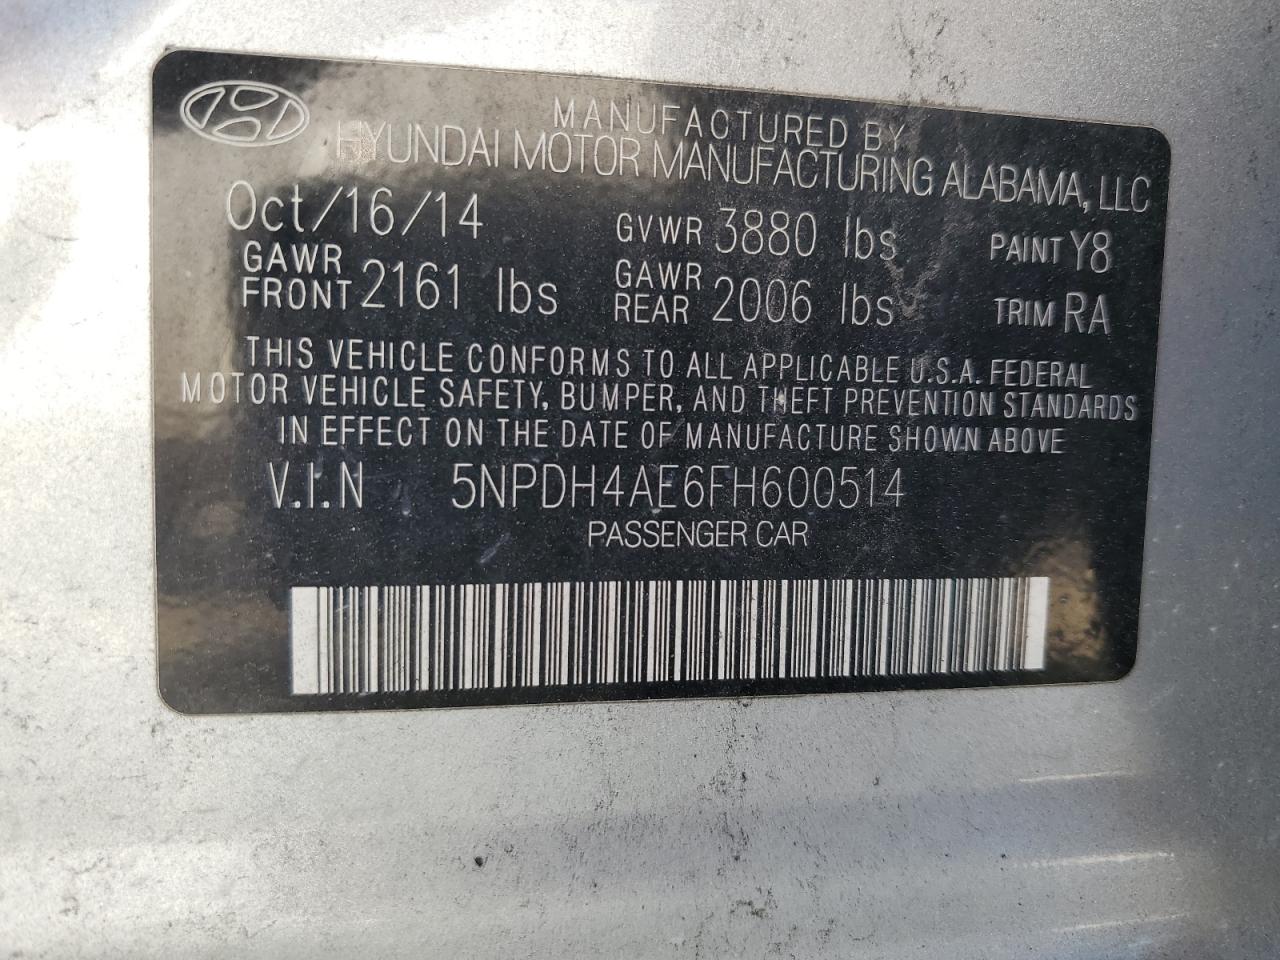 MANUFACTURED BY
HYUNDAI MOTOR MANUFACTURING ALABAMA, LLC
Oct/16/14 GVWR 3880 lbs PAINT Y8
GAWR FRONT 2161 lbs GAWR REAR 2006 lbs TRIM RA
THIS VEHICLE CONFORMS TO ALL APPLICABLE U.S.A. FEDERAL
MOTOR VEHICLE SAFETY, BUMPER, AND THEFT PREVENTION STANDARDS
IN EFFECT ON THE DATE OF MANUFACTURE SHOWN ABOVE
V.I.N 5NPDH4AE6FH600514
PASSENGER CAR